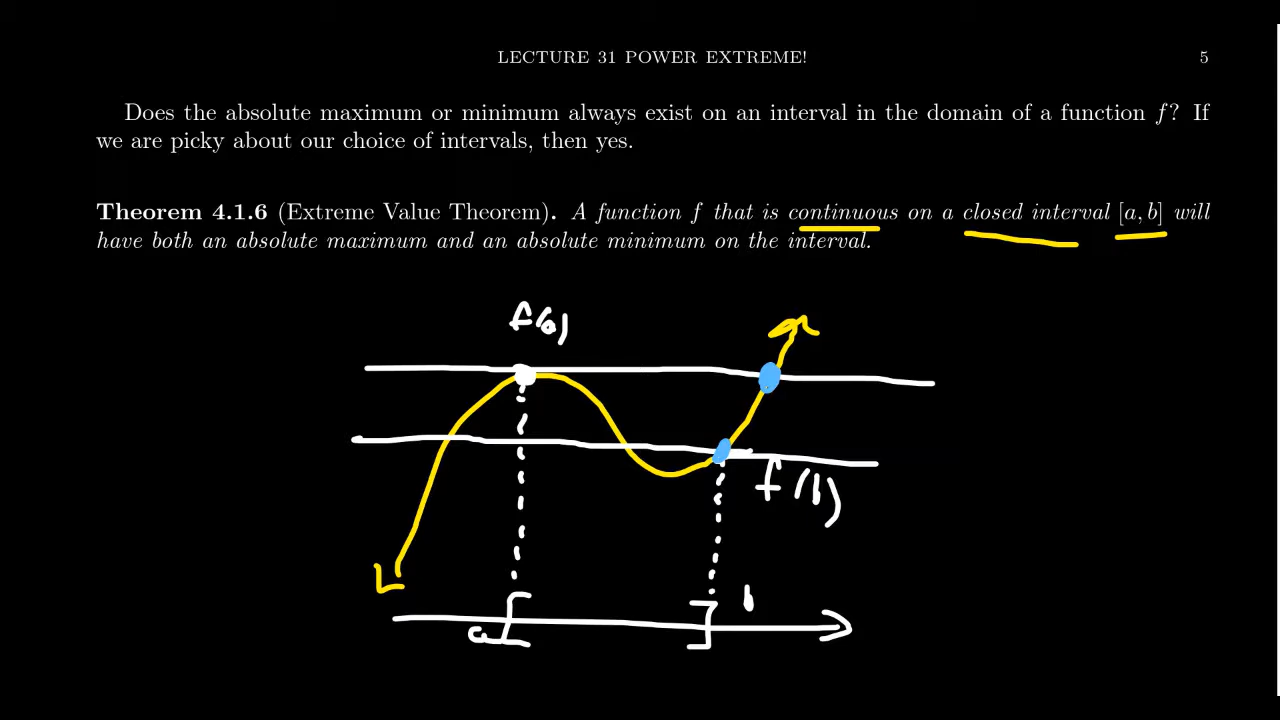 LECTURE 31 POWER EXTREME! 5
Does the absolute maximum or minimum always exist on an interval in the domain of a function f? If
we are picky about our choice of intervals, then yes.
Theorem 4.1.6 (Extreme Value Theorem). A function f that is continuous on a closed interval [a, b] will
have both an absolute maximum and an absolute minimum on the interval.
f(a)
f(b)
a b